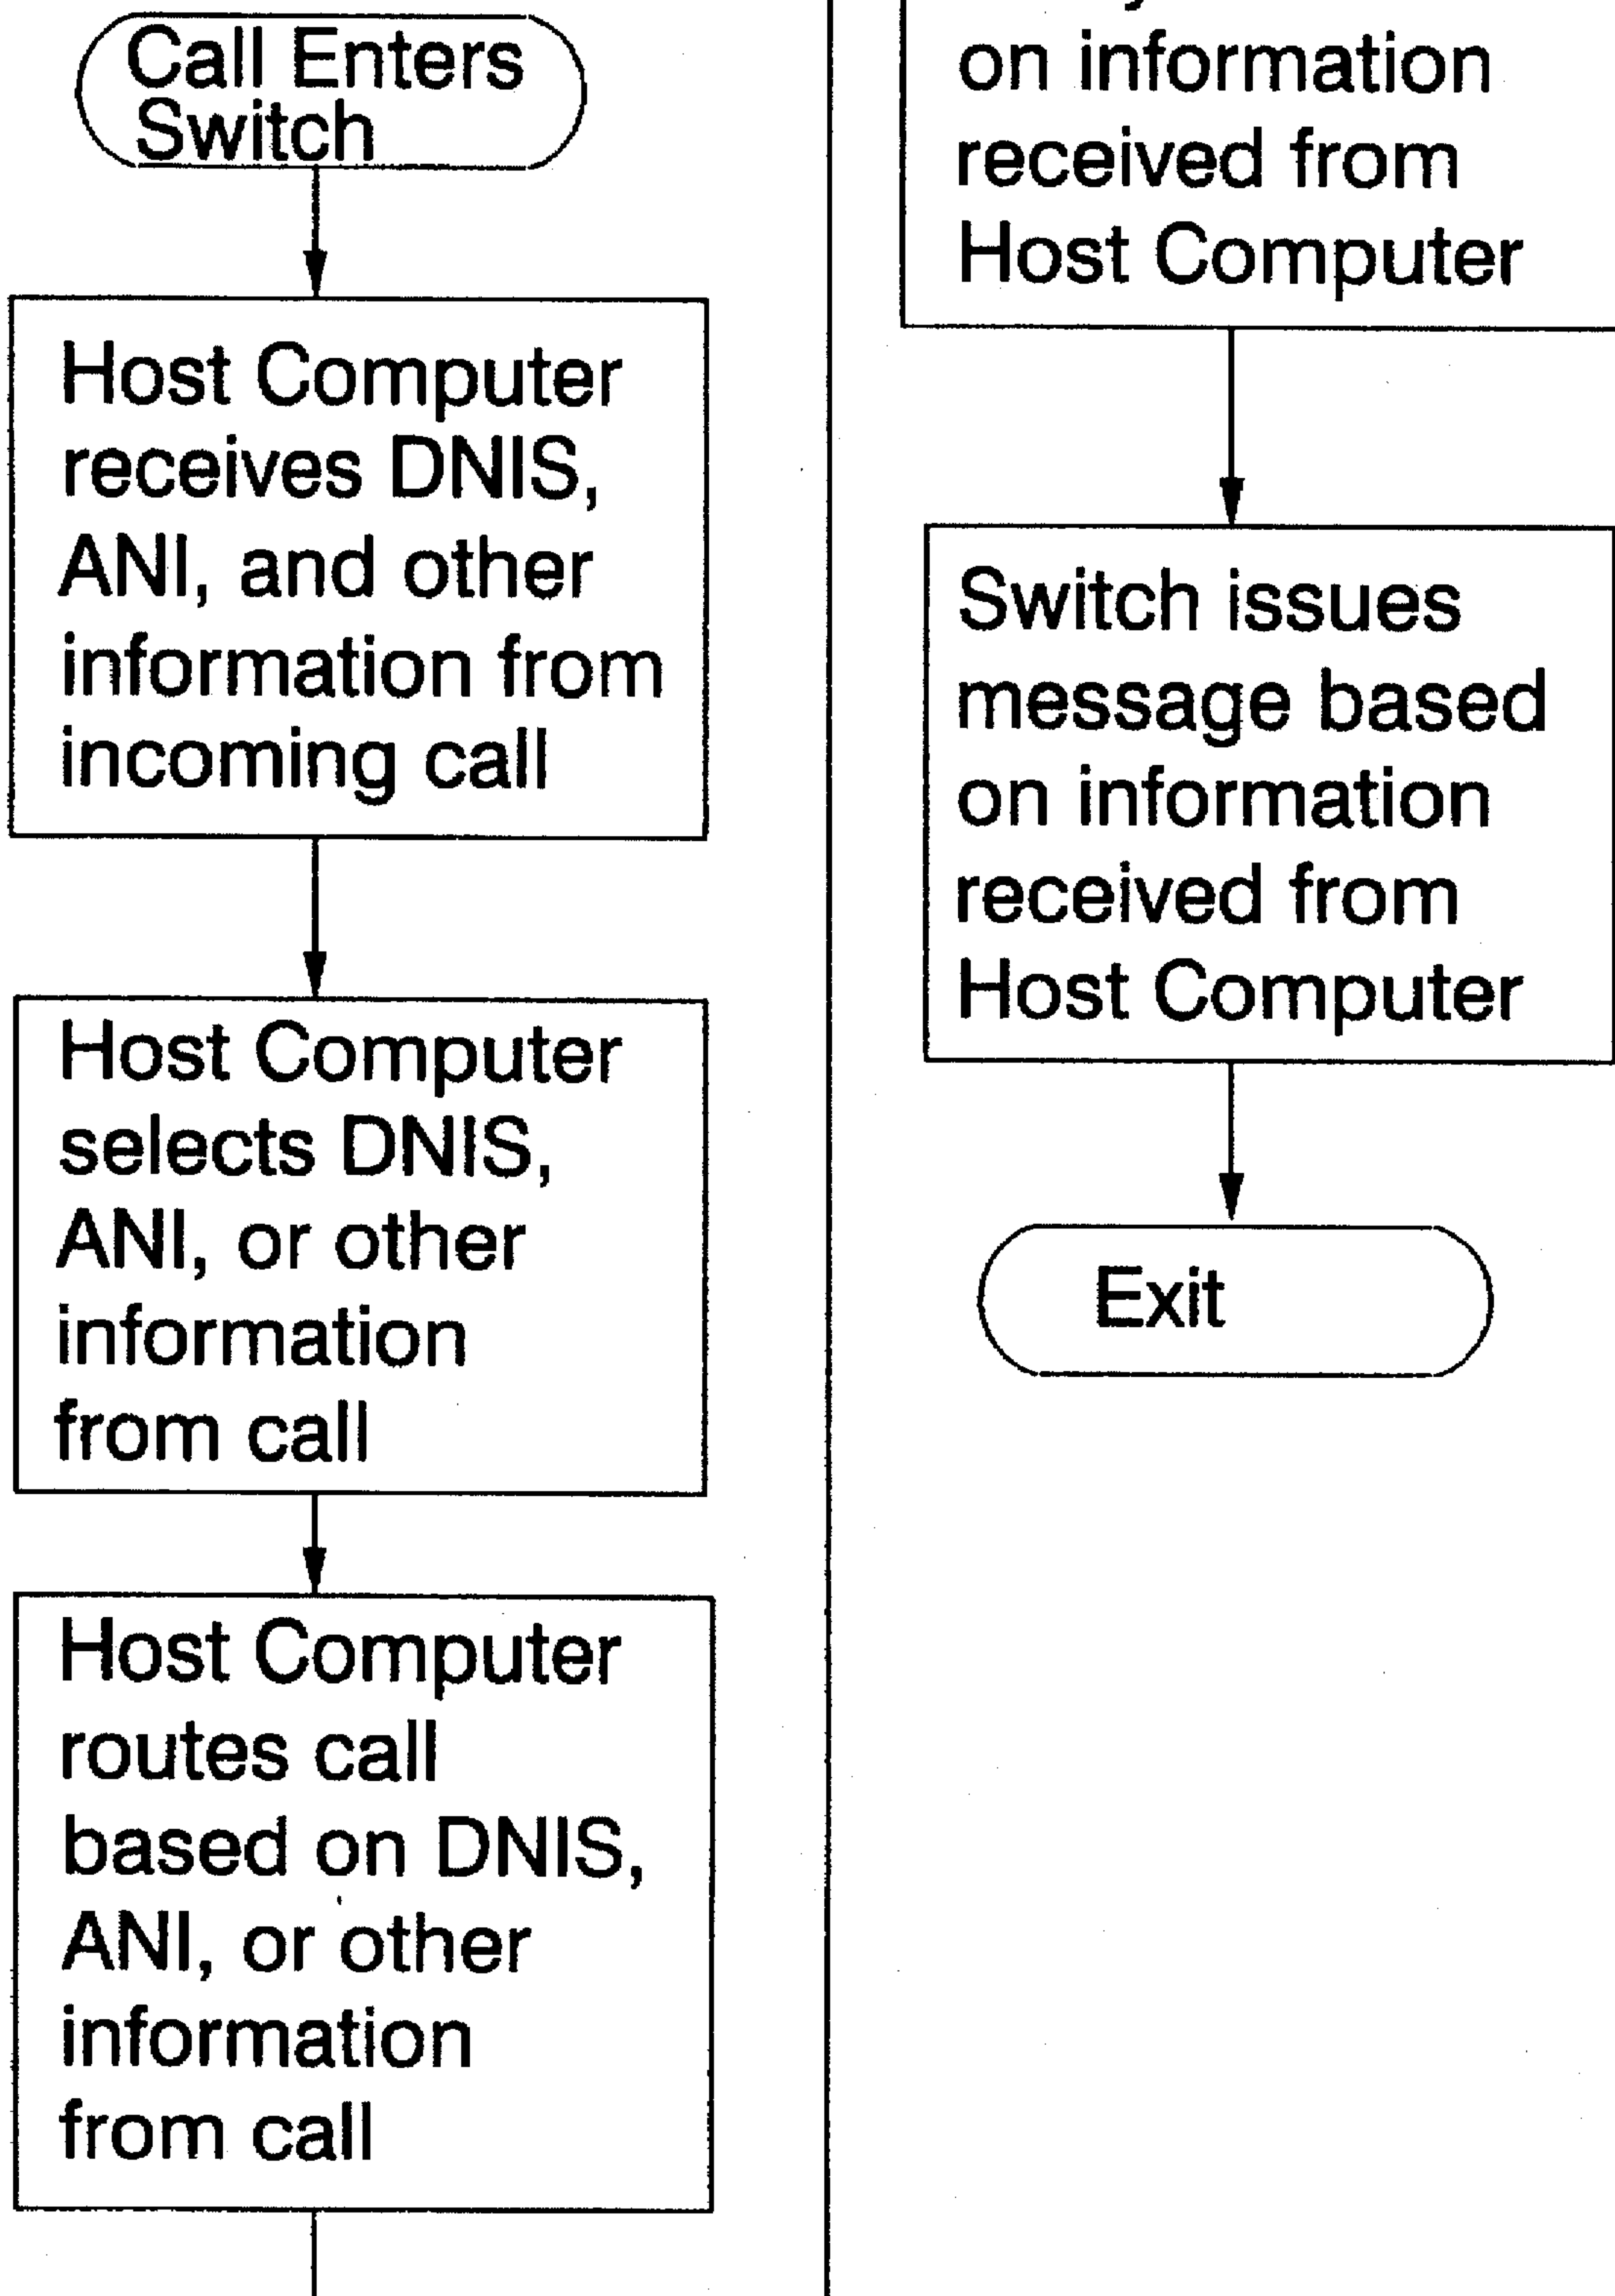 Call Enters
Switch
Host Computer
receives DNIS,
ANI, and other
information from
incoming call
Host Computer
selects DNIS,
ANI, or other
information
from call
Host Computer
routes call
based on DNIS,
ANI, or other
information
from call
on information
received from
Host Computer
Switch issues
message based
on information
received from
Host Computer
Exit